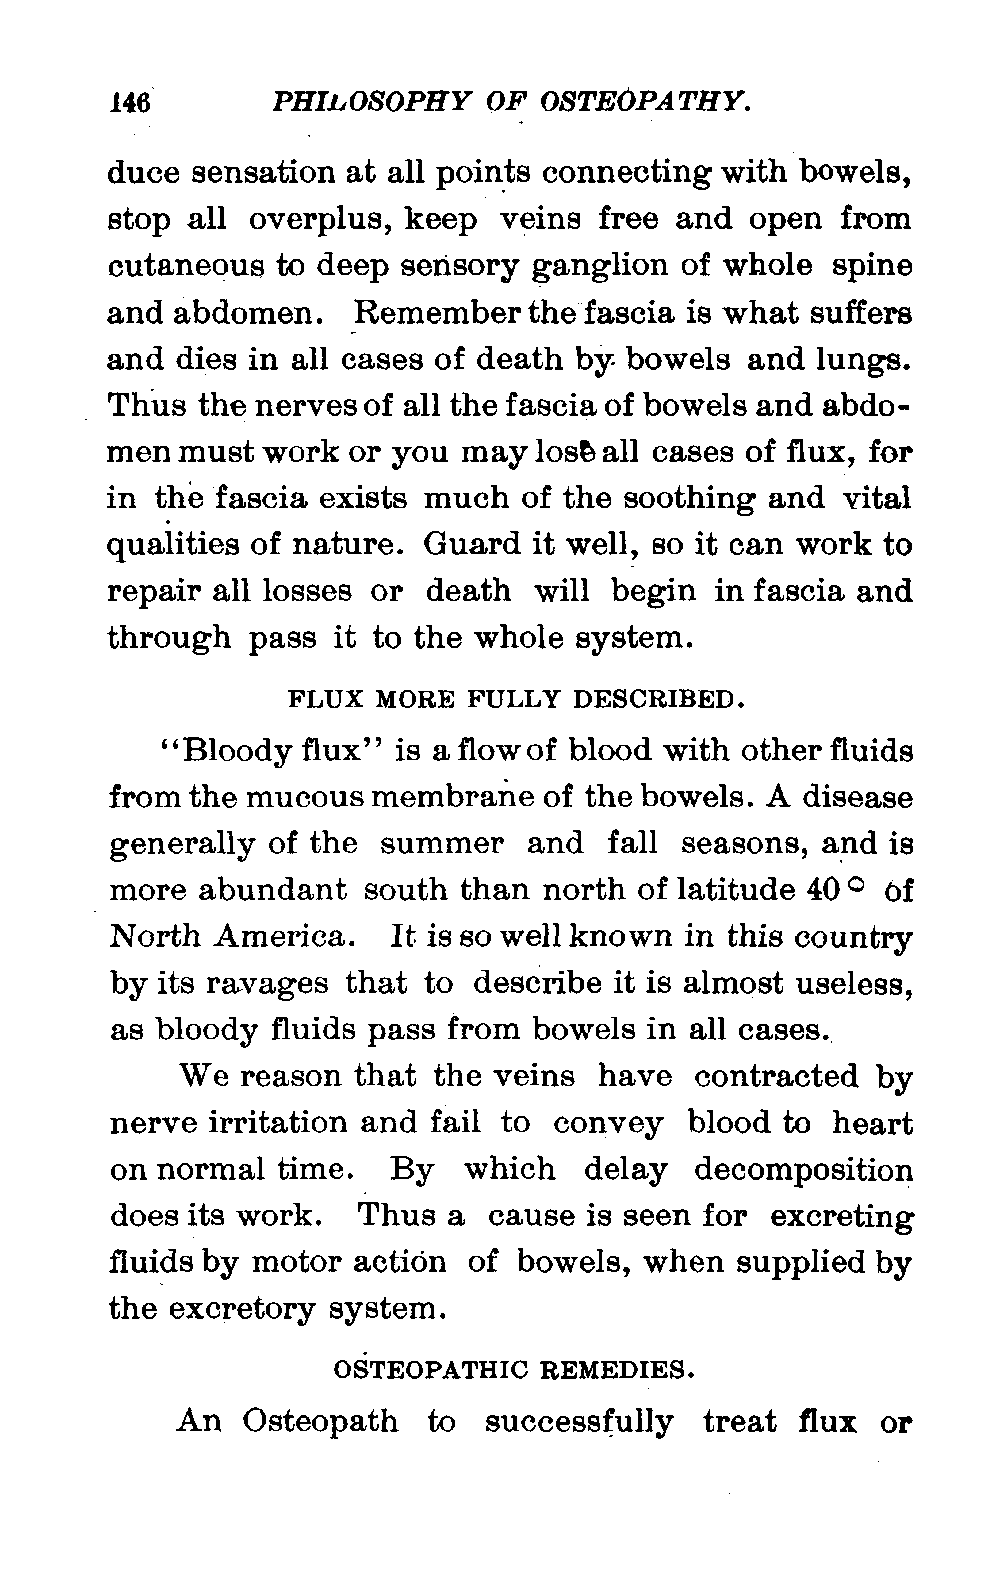 146 PHILOSOPHY OF OSTEOPATHY.
duce sensation at all points connecting with bowels,
stop all overplus, keep veins free and open from
cutaneous to deep sensory ganglion of whole spine
and abdomen. Remember the fascia is what suffers
and dies in all cases of death by bowels and lungs.
Thus the nerves of all the fascia of bowels and abdo-
men must work or you may lose all cases of flux, for
in the fascia exists much of the soothing and vital
qualities of nature. Guard it well, so it can work to
repair all losses or death will begin in fascia and
through pass it to the whole system.
FLUX MORE FULLY DESCRIBED.
"Bloody flux" is a flow of blood with other fluids
from the mucous membrane of the bowels. A disease
generally of the summer and fall seasons, and is
more abundant south than north of latitude 40° of
North America. It is so well known in this country
by its ravages that to describe it is almost useless,
as bloody fluids pass from bowels in all cases.
We reason that the veins have contracted by
nerve irritation and fail to convey blood to heart
on normal time. By which delay decomposition
does its work. Thus a cause is seen for excreting
fluids by motor action of bowels, when supplied by
the excretory system.
OSTEOPATHIC REMEDIES.
An Osteopath to successfully treat flux or